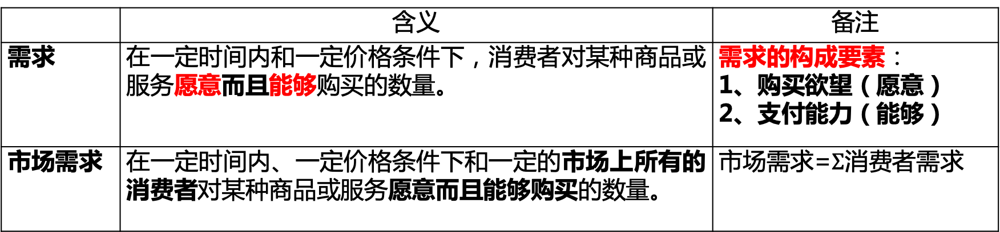 含义
备注
需求
在一定时间内和一定价格条件下，消费者对某种商品或
服务愿意而且能够购买的数量。
需求的构成要素：
1、购买欲望（愿意）
2、支付能力（能够）
市场需求
在一定时间内、一定价格条件下和一定的市场上所有的
消费者对某种商品或服务愿意而且能够购买的数量。
市场需求=Σ消费者需求